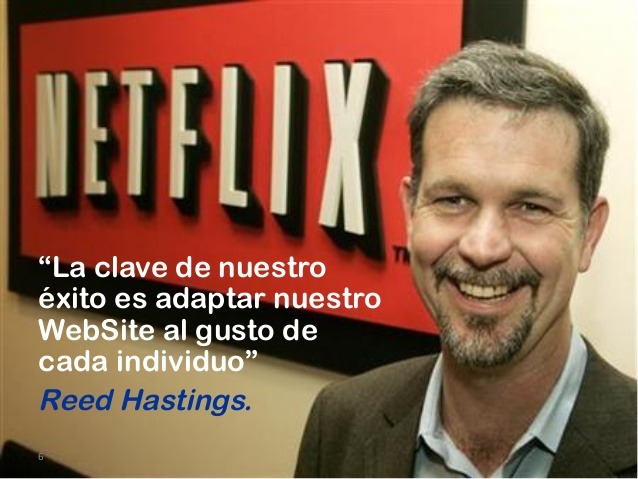 NETFLIX
TM
“La clave de nuestro
éxito es adaptar nuestro
WebSite al gusto de
cada individuo”
Reed Hastings.
6